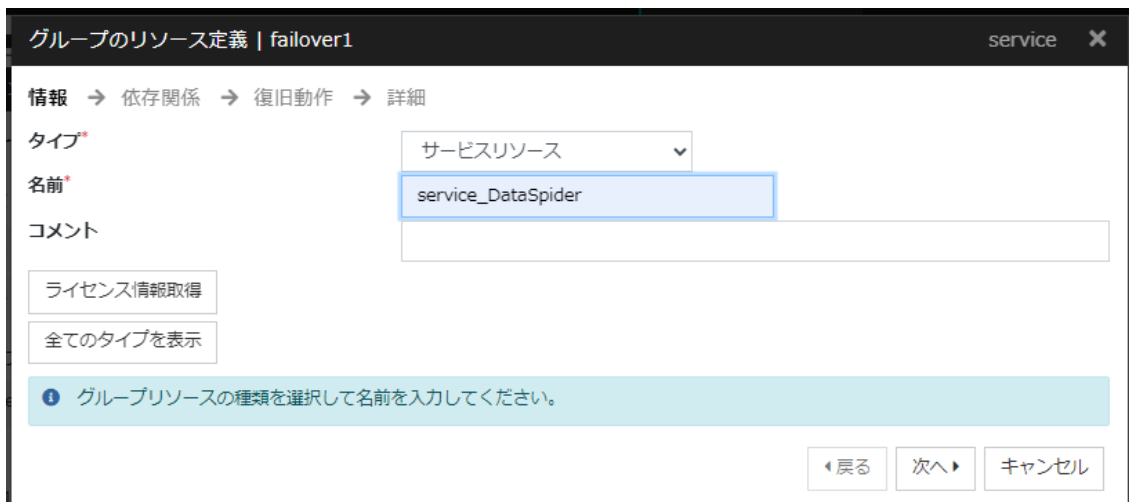 グループのリソース定義 | failover1 service ✕
情報 → 依存関係 → 復旧動作 → 詳細
タイプ* サービスリソース
名前* service_DataSpider
コメント
ライセンス情報取得
全てのタイプを表示
グループリソースの種類を選択して名前を入力してください。
戻る 次へ キャンセル